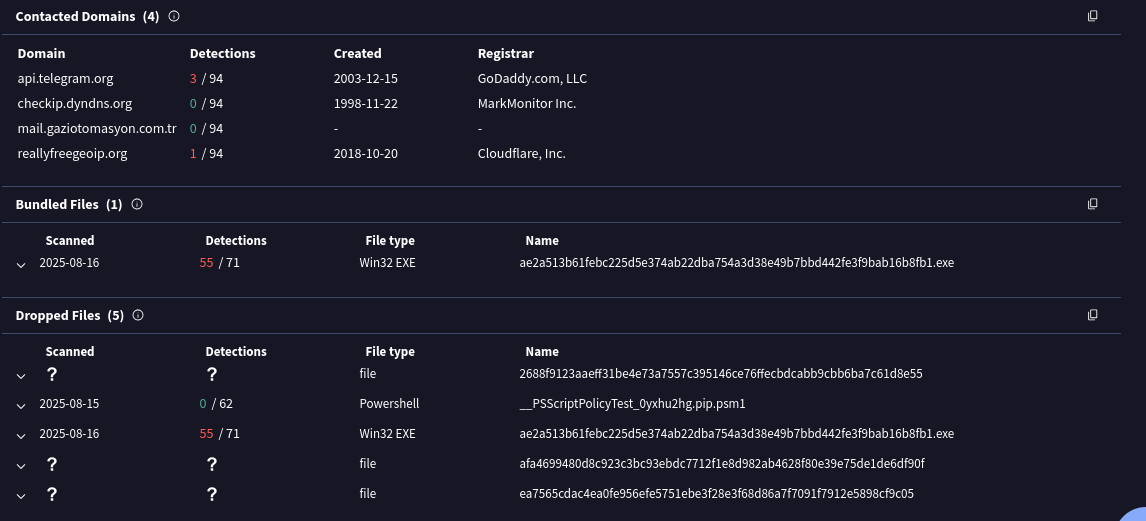 Contacted Domains (4)
Domain Detections Created Registrar
api.telegram.org 3 / 94 2003-12-15 GoDaddy.com, LLC
checkip.dyndns.org 0 / 94 1998-11-22 MarkMonitor Inc.
mail.gaziotomasyon.com.tr 0 / 94 - -
reallyfreegeoip.org 1 / 94 2018-10-20 Cloudflare, Inc.
Bundled Files (1)
Scanned Detections File type Name
2025-08-16 55 / 71 Win32 EXE ae2a513b61febc225d5e374ab22dba754a3d38e49b7bbd442fe3f9bab16b8fb1.exe
Dropped Files (5)
Scanned Detections File type Name
? ? file 2688f9123aaeff31be4e73a7557c395146ce76ffecbdcabb9cbb6ba7c61d8e55
2025-08-15 0 / 62 Powershell __PSScriptPolicyTest_0yxhu2hg.pip.psm1
2025-08-16 55 / 71 Win32 EXE ae2a513b61febc225d5e374ab22dba754a3d38e49b7bbd442fe3f9bab16b8fb1.exe
? ? file afa4699480d8c923c3bc93ebdc7712f1e8d982ab4628f80e39e75de1de6df90f
? ? file ea7565cdac4ea0fe956efe5751ebe3f28e3f68d86a7f7091f7912e5898cf9c05